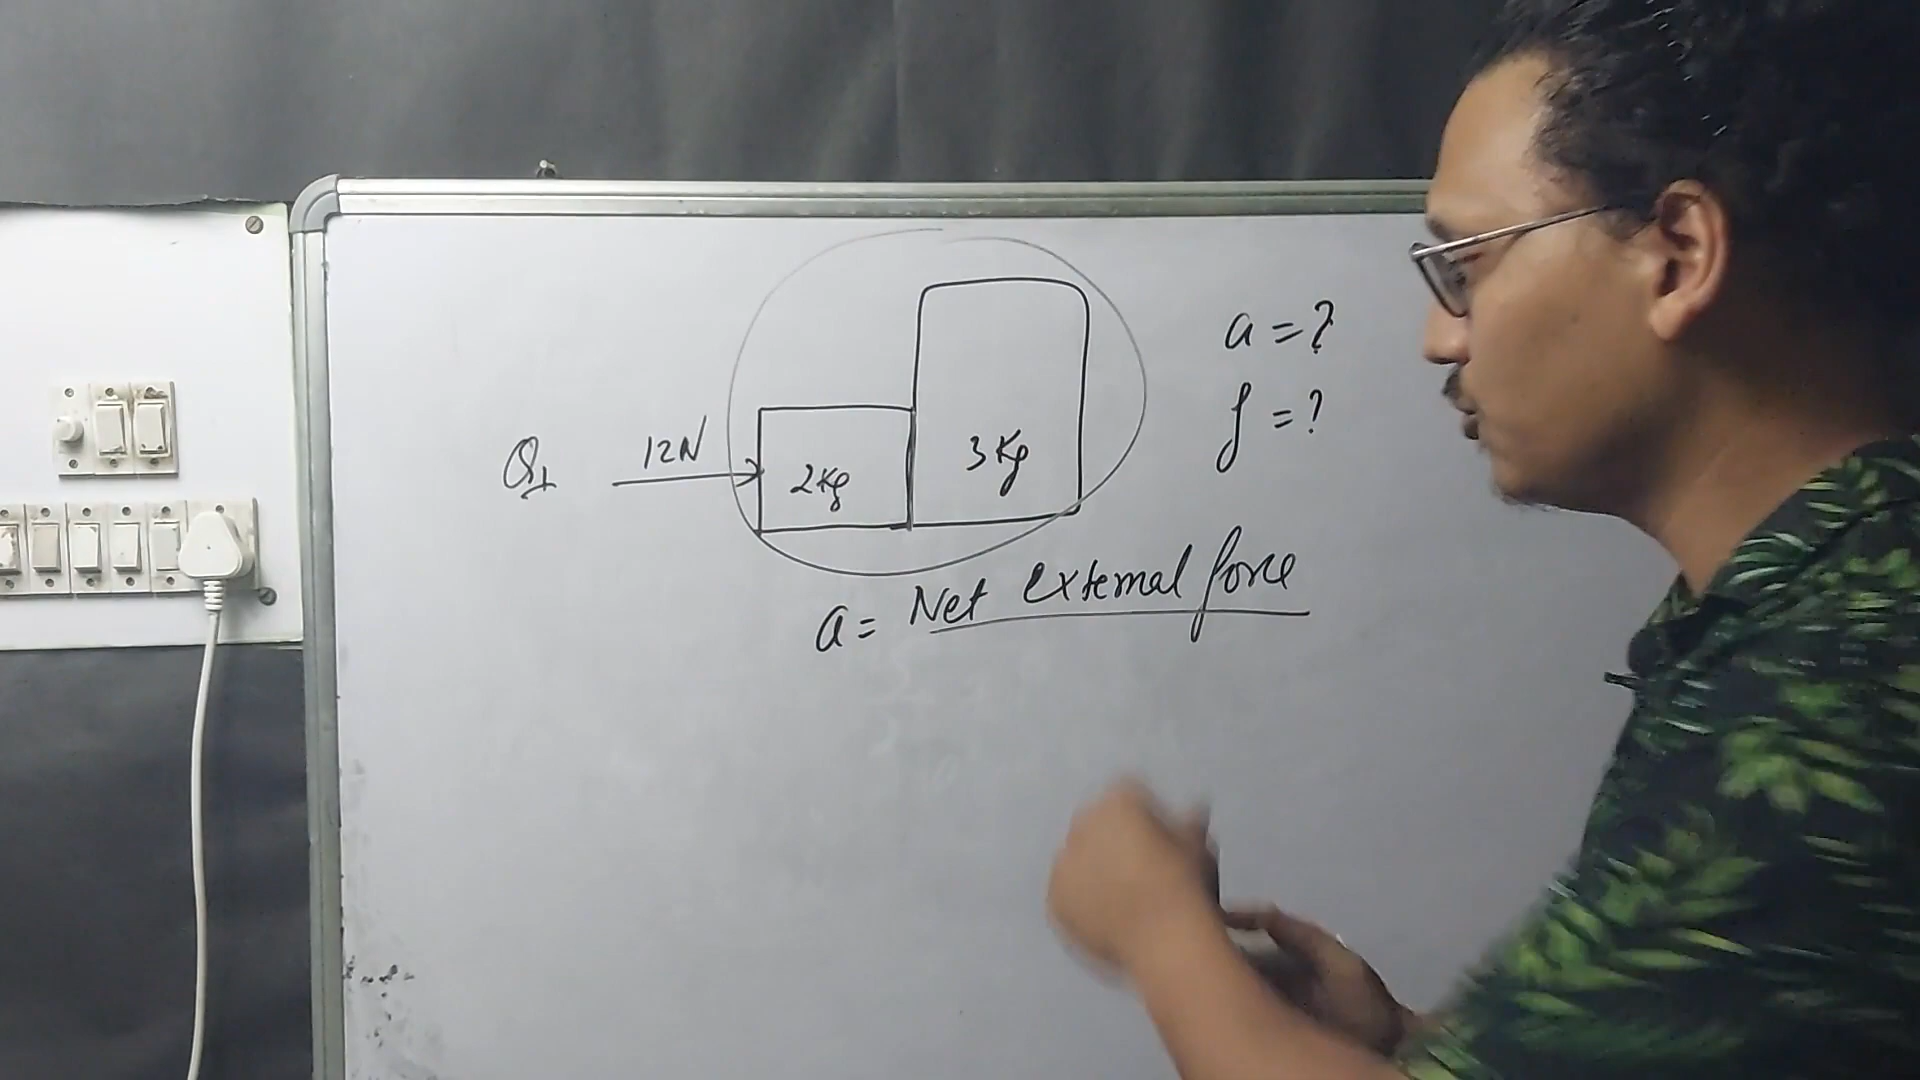 Q1
12N
2Kg
3Kg
a = ?
f = ?
a = Net external force